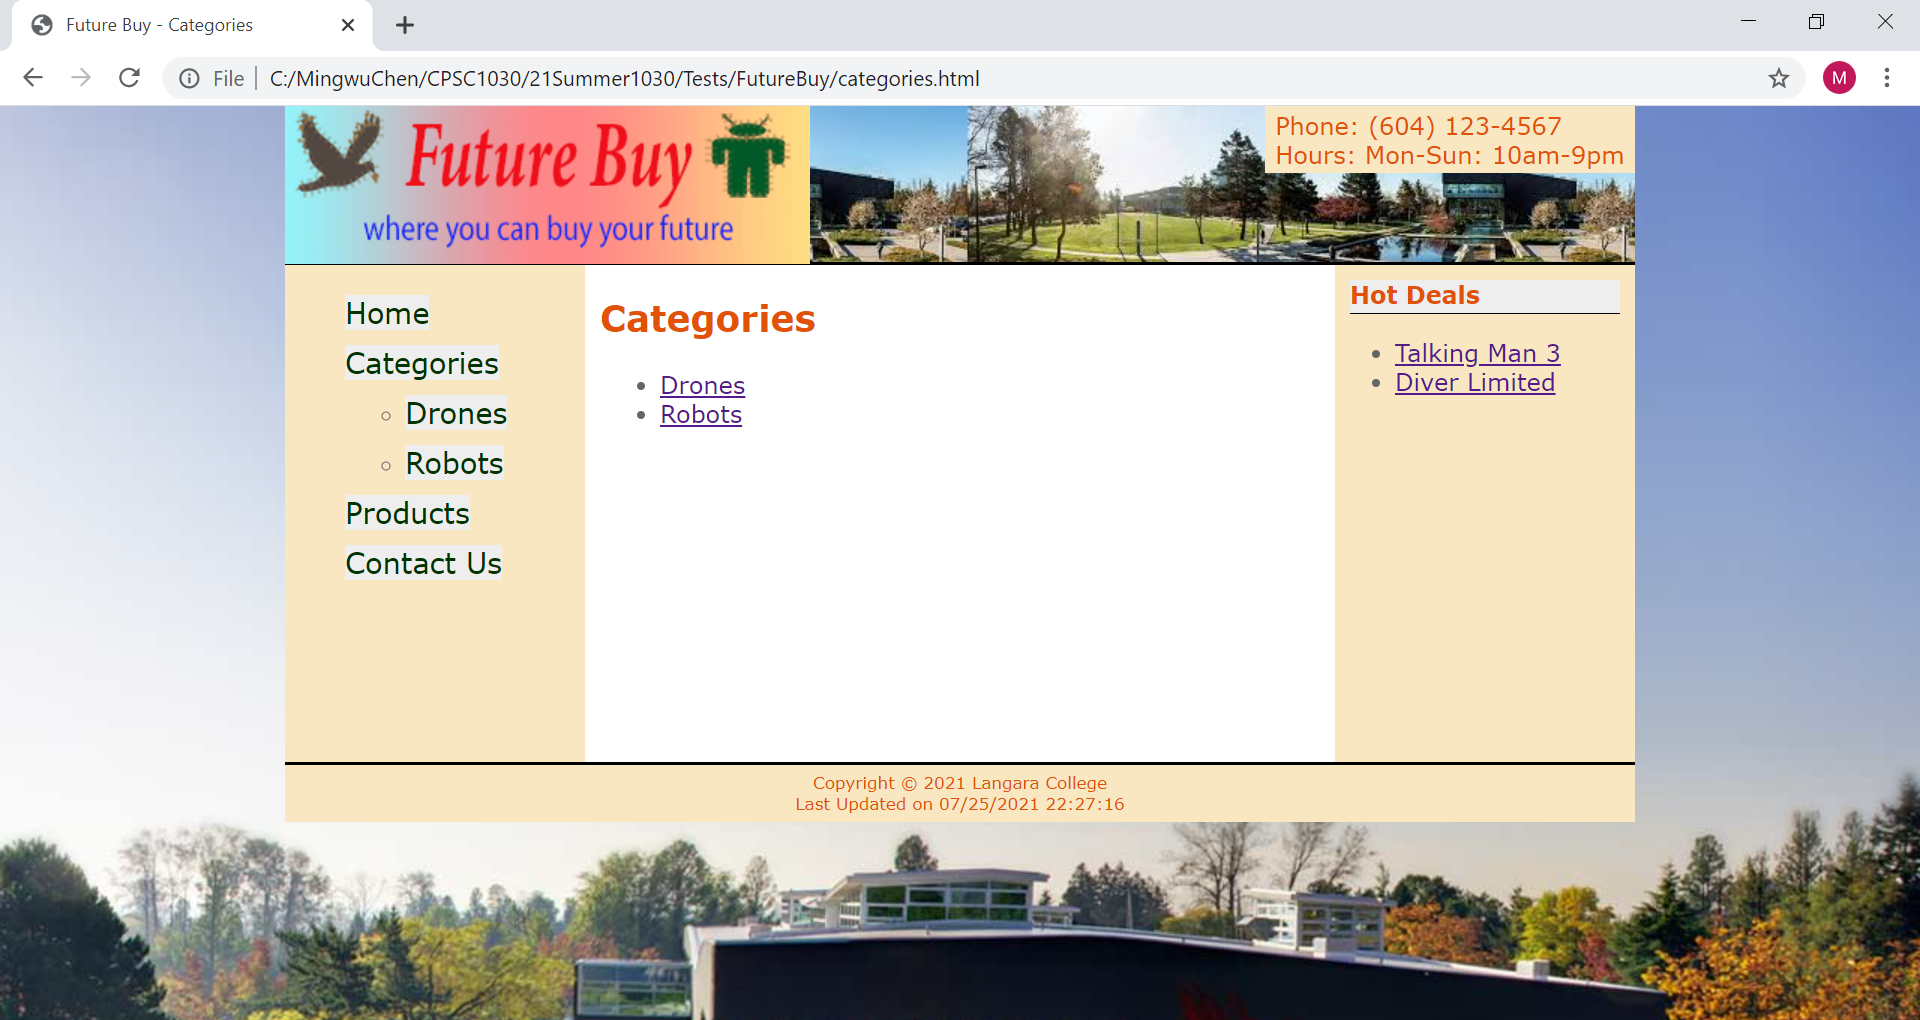 Future Buy - Categories
File
C:/MingwuChen/CPSC1030/21Summer1030/Tests/FutureBuy/categories.html
M
Future Buy
where you can buy your future
Phone: (604) 123-4567
Hours: Mon-Sun: 10am-9pm
Home
Categories
Drones
Robots
Products
Contact Us
Categories
Drones
Robots
Hot Deals
Talking Man 3
Diver Limited
Copyright © 2021 Langara College
Last Updated on 07/25/2021 22:27:16